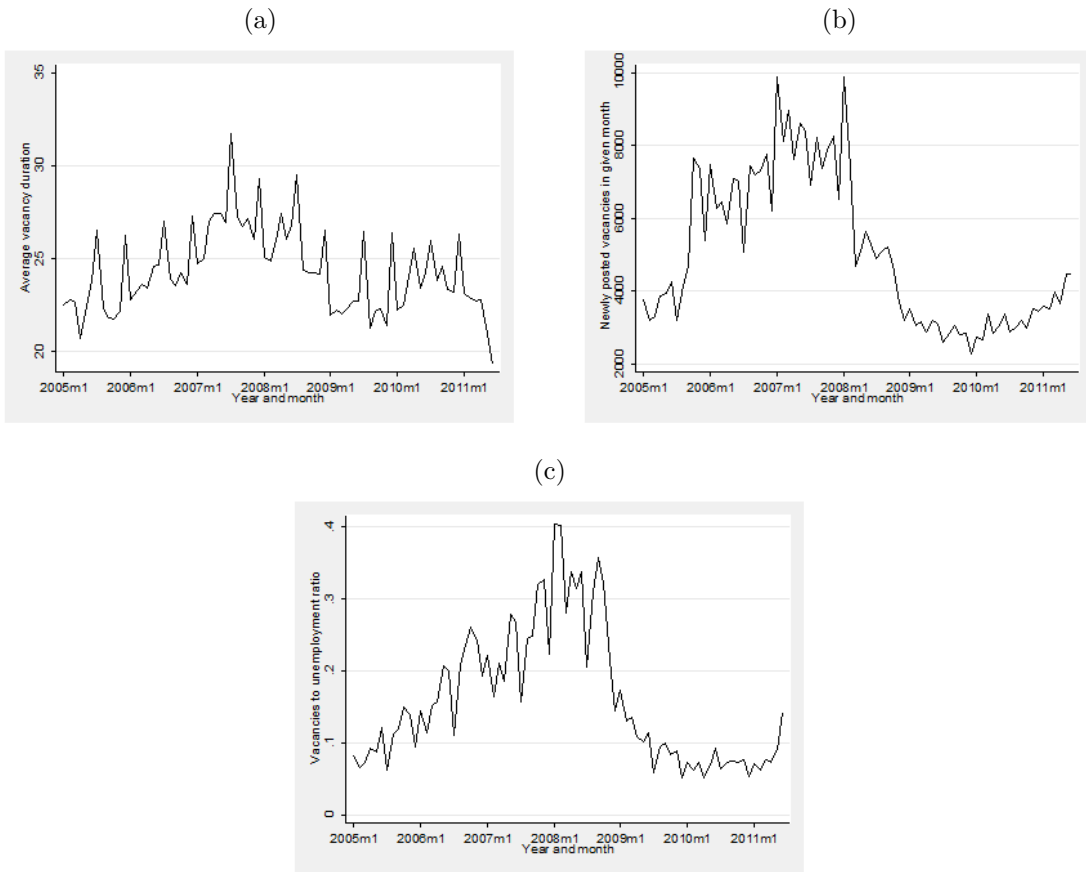 (a)
(b)
35
30
25
20
Average vacancy duration
2005m1 2006m1 2007m1 2008m1 2009m1 2010m1 2011m1
Year and month
10000
8000
6000
4000
2000
Newly posted vacancies in given month
2005m1 2006m1 2007m1 2008m1 2009m1 2010m1 2011m1
Year and month
(c)
.4
.3
.2
.1
0
Vacancies to unemployment ratio
2005m1 2006m1 2007m1 2008m1 2009m1 2010m1 2011m1
Year and month